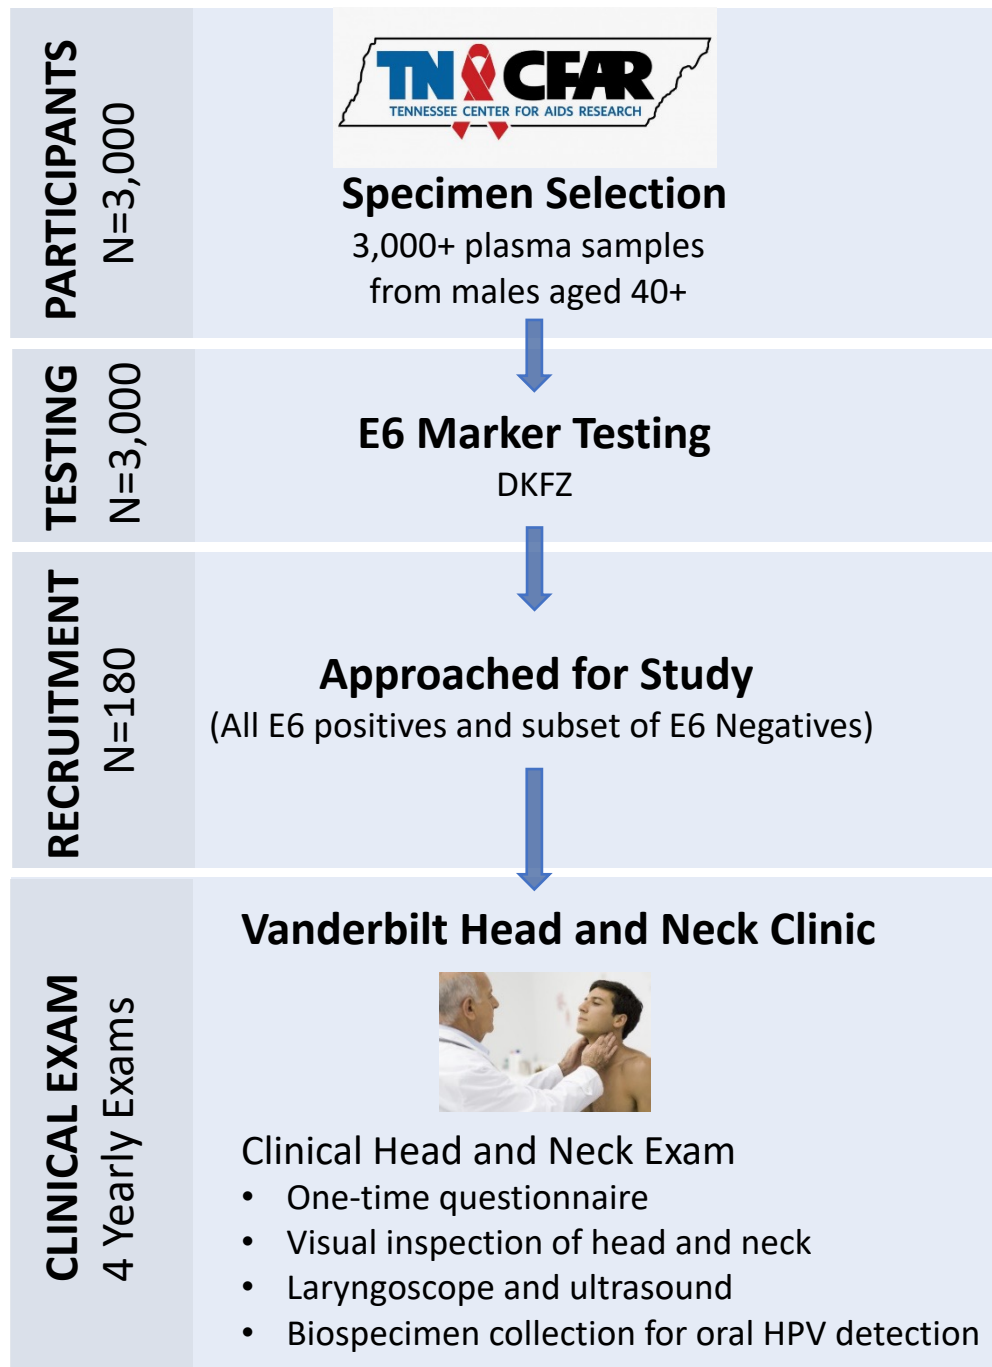 PARTICIPANTS
N=3,000
TN CFAR
TENNESSEE CENTER FOR AIDS RESEARCH
Specimen Selection
3,000+ plasma samples
from males aged 40+
TESTING
N=3,000
E6 Marker Testing
DKFZ
RECRUITMENT
N=180
Approached for Study
(All E6 positives and subset of E6 Negatives)
CLINICAL EXAM
4 Yearly Exams
Vanderbilt Head and Neck Clinic
Clinical Head and Neck Exam
• One-time questionnaire
• Visual inspection of head and neck
• Laryngoscope and ultrasound
• Biospecimen collection for oral HPV detection